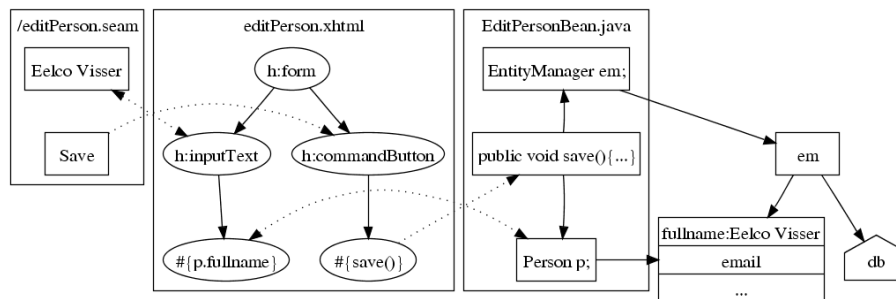 /editPerson.seam
Eelco Visser
Save
editPerson.xhtml
h:form
h:inputText
h:commandButton
#{p.fullname}
#{save()}
EditPersonBean.java
EntityManager em;
public void save(){...}
Person p;
em
fullname:Eelco Visser
email
...
db